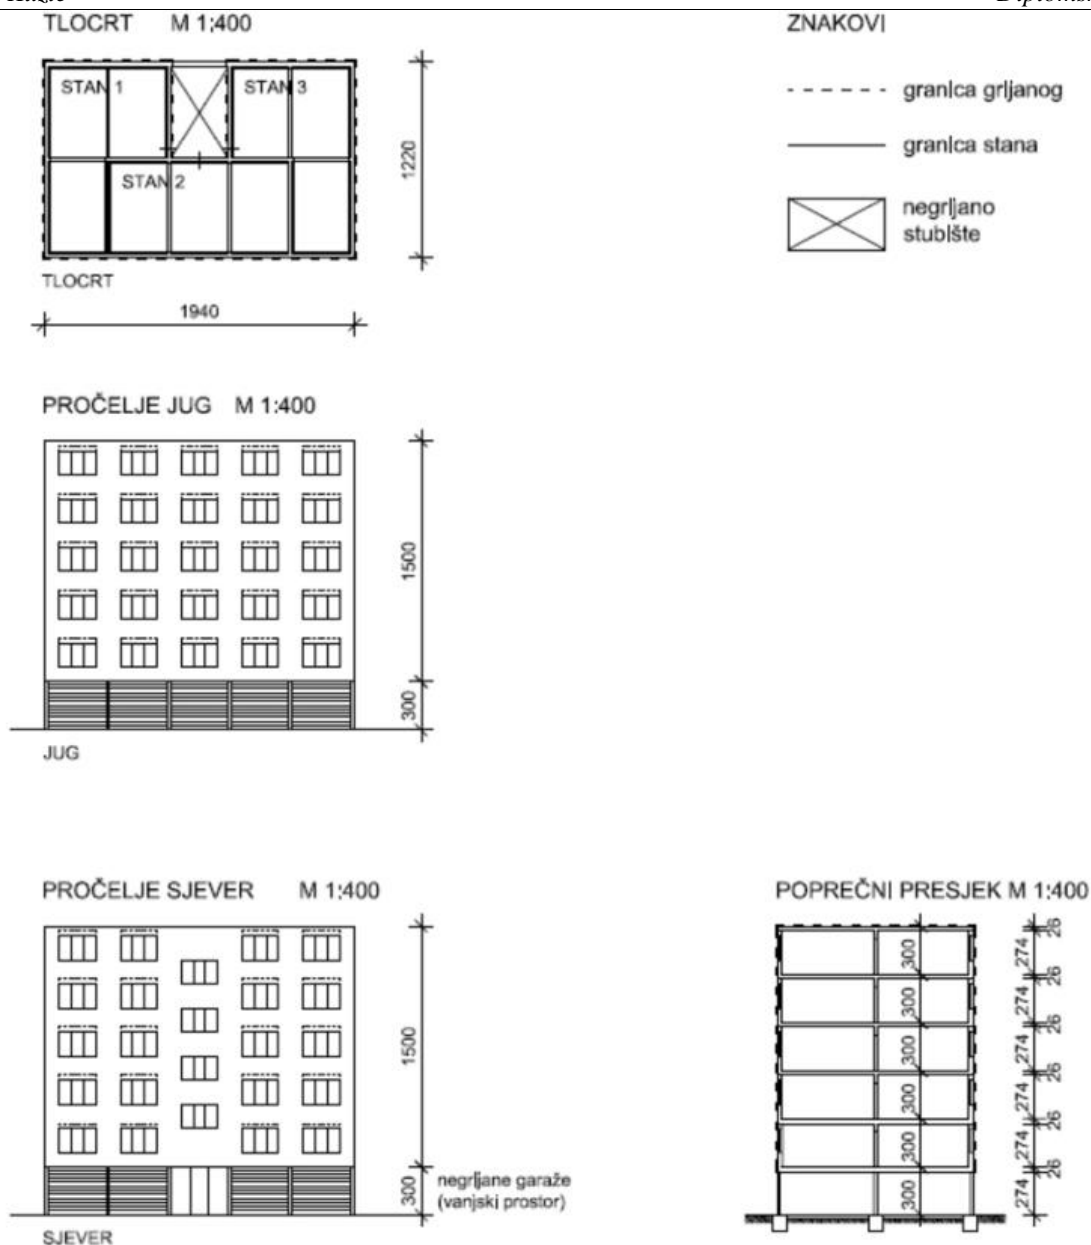 TLOCRT M 1:400
STAN 1
STAN 3
STAN 2
1220
TLOCRT
1940
ZNAKOVI
granica grijanog
granica stana
negrijano
stubište
PROČELJE JUG M 1:400
1500
300
JUG
PROČELJE SJEVER M 1:400
1500
300
negrijane garaže
(vanjski prostor)
SJEVER
POPREČNI PRESJEK M 1:400
300
300
300
300
300
300
26
274
26
274
26
274
26
274
26
274
26
274